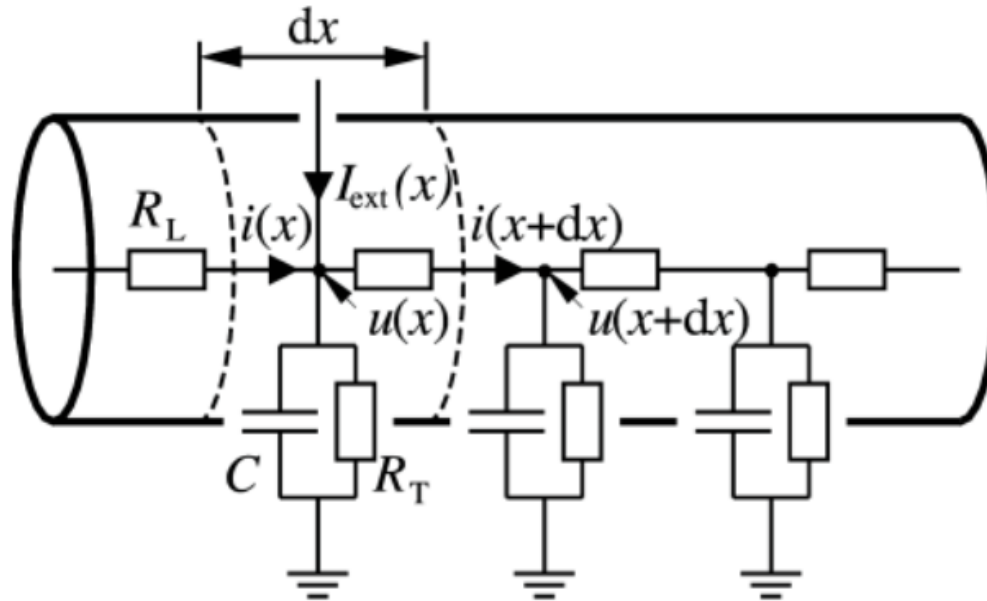 dx
I_ext(x)
R_L
i(x)
i(x+dx)
u(x)
u(x+dx)
C
R_T